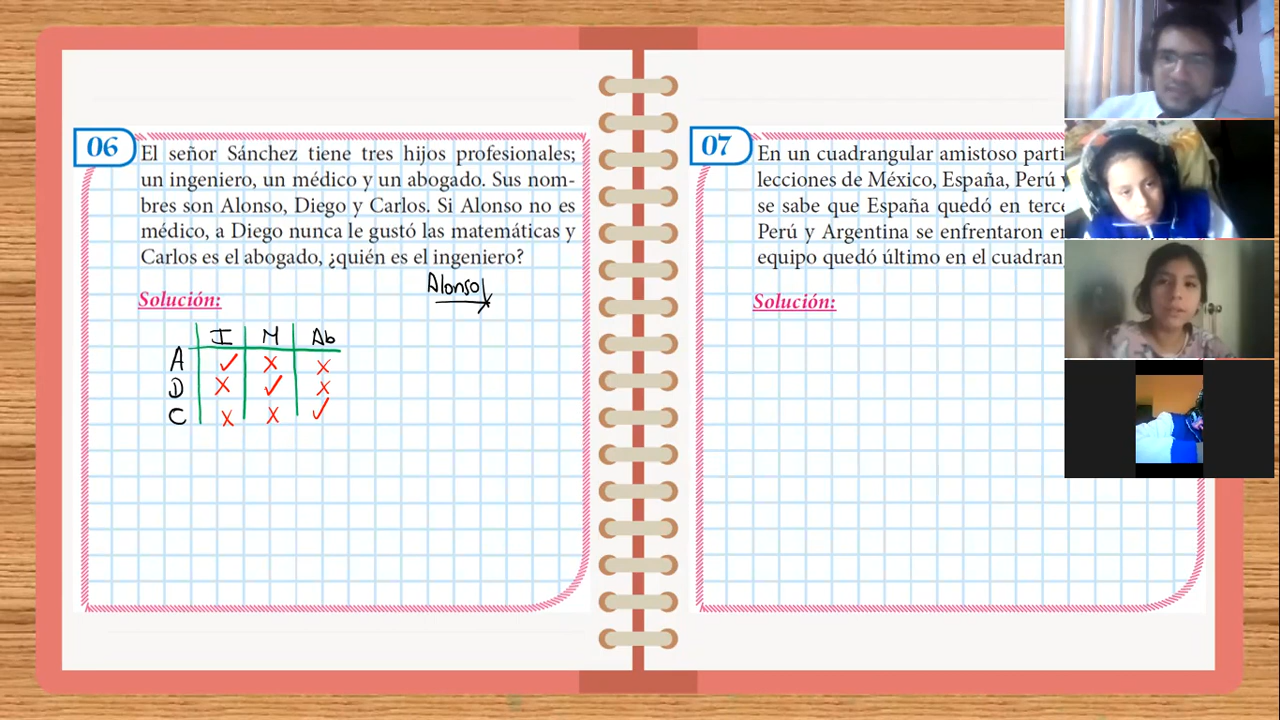 06
El señor Sánchez tiene tres hijos profesionales;
un ingeniero, un médico y un abogado. Sus nom-
bres son Alonso, Diego y Carlos. Si Alonso no es
médico, a Diego nunca le gustó las matemáticas y
Carlos es el abogado, ¿quién es el ingeniero?
Alonso
Solución:
I M Ab
A ✓ x x
D x ✓ x
C x x ✓
07
En un cuadrangular amistoso parti
lecciones de México, España, Perú y
se sabe que España quedó en terce
Perú y Argentina se enfrentaron en
equipo quedó último en el cuadran
Solución: